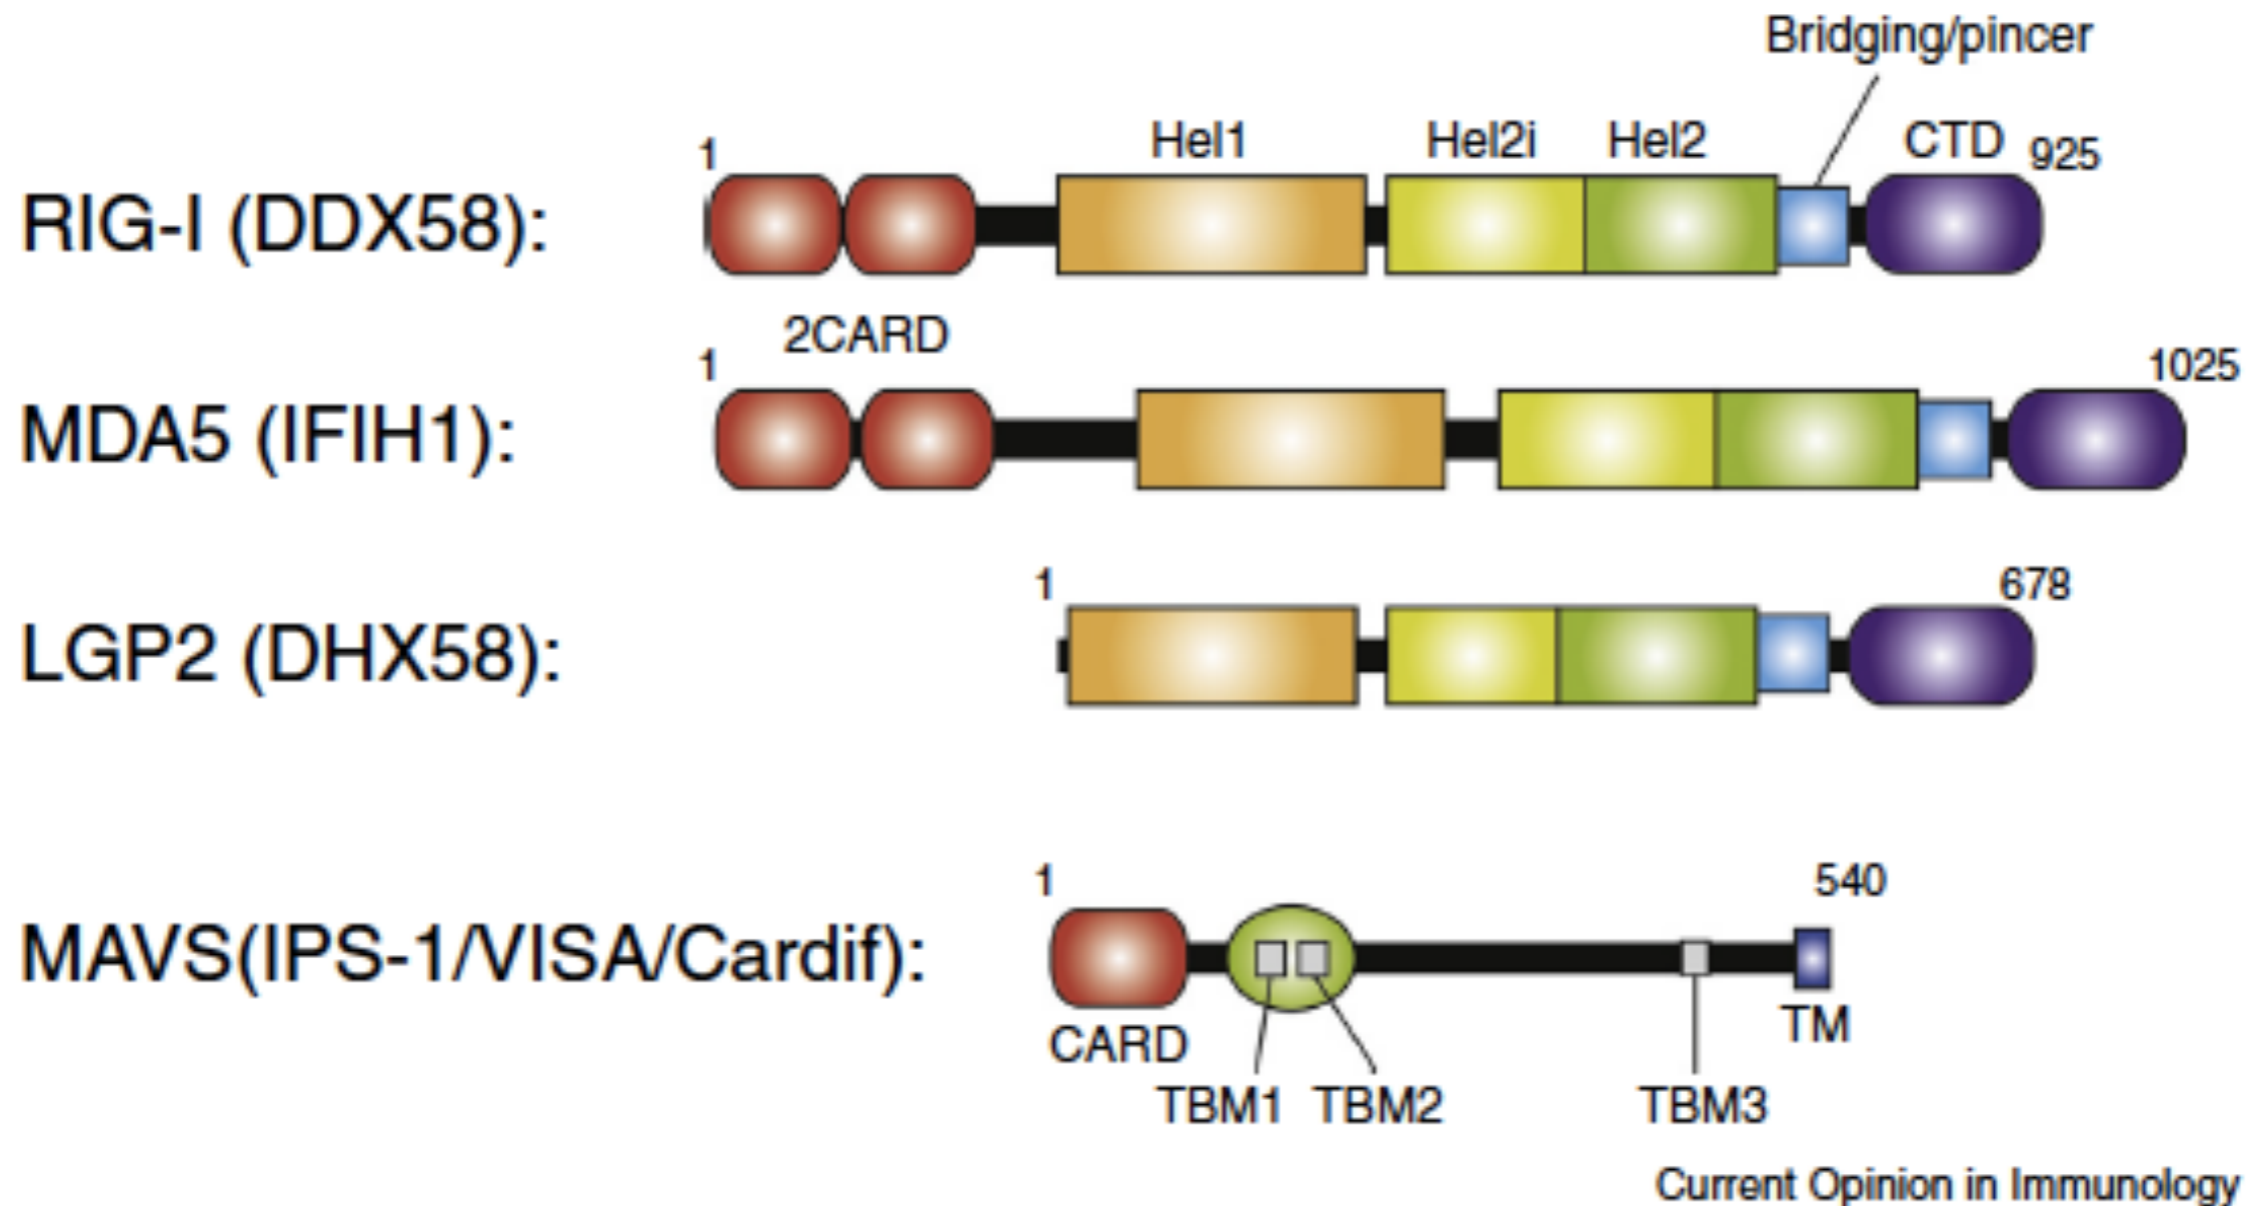 Bridging/pincer
1 Hel1 Hel2i Hel2 CTD 925
RIG-I (DDX58):
2CARD
1 1025
MDA5 (IFIH1):
1 678
LGP2 (DHX58):
1 540
MAVS(IPS-1/VISA/Cardif):
CARD TM
TBM1 TBM2 TBM3
Current Opinion in Immunology